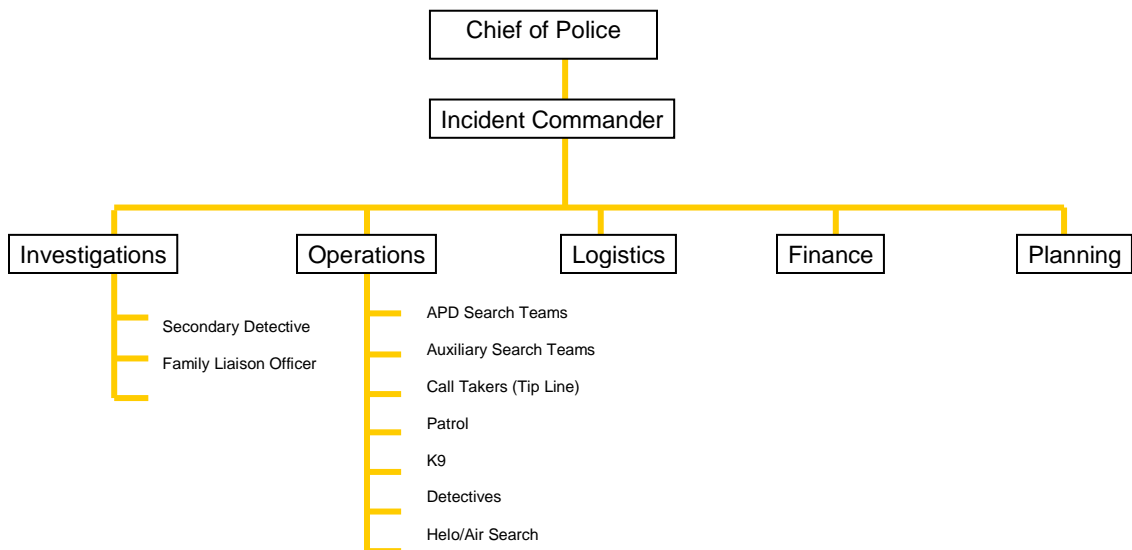 Chief of Police
Incident Commander
Investigations
Operations
Logistics
Finance
Planning
Secondary Detective
Family Liaison Officer
APD Search Teams
Auxiliary Search Teams
Call Takers (Tip Line)
Patrol
K9
Detectives
Helo/Air Search